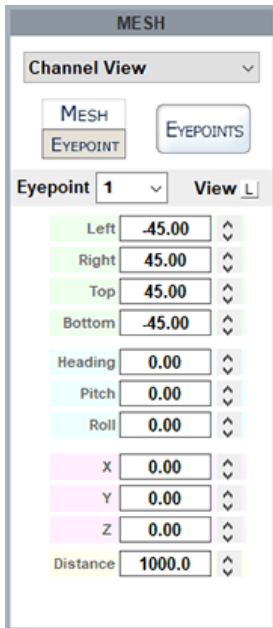 MESH
Channel View
MESH
EYEPOINT
EYEPOINTS
Eyepoint 1 View L
Left -45.00
Right 45.00
Top 45.00
Bottom -45.00
Heading 0.00
Pitch 0.00
Roll 0.00
X 0.00
Y 0.00
Z 0.00
Distance 1000.0